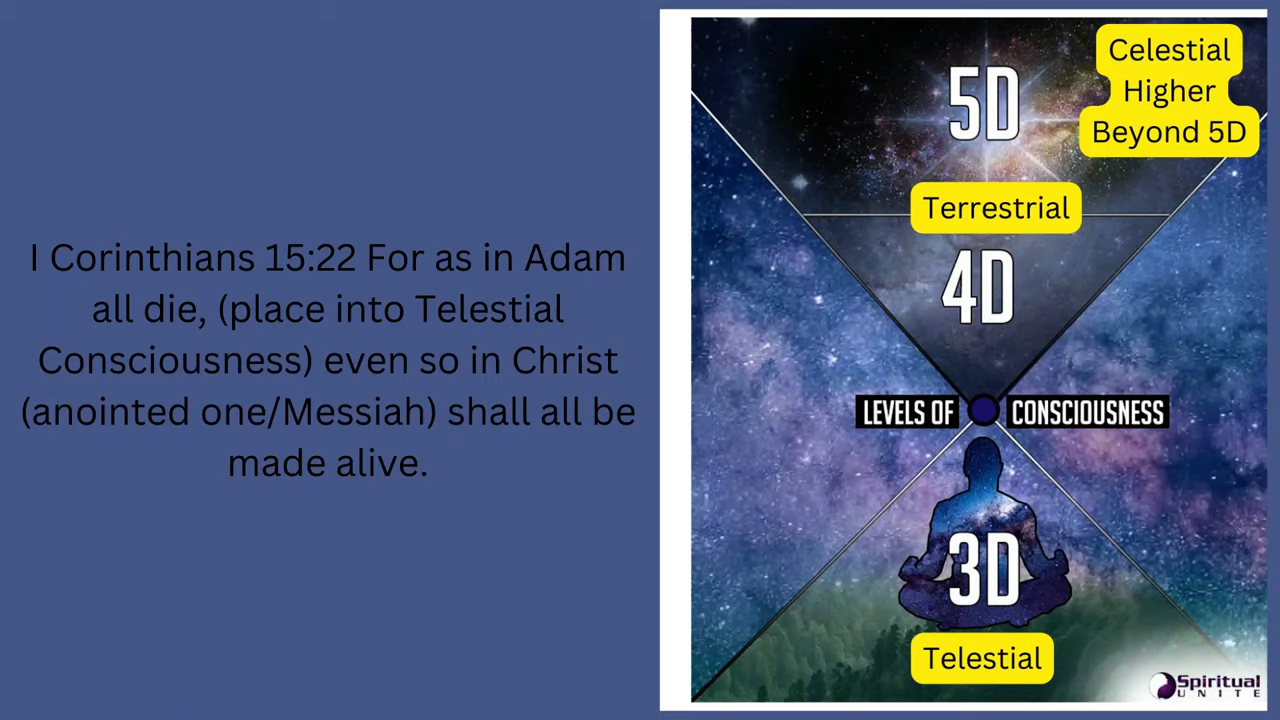 I Corinthians 15:22 For as in Adam
all die, (place into Telestial
Consciousness) even so in Christ
(anointed one/Messiah) shall all be
made alive.
5D
Celestial
Higher
Beyond 5D
Terrestrial
4D
LEVELS OF CONSCIOUSNESS
3D
Telestial
Spiritual
UNITE